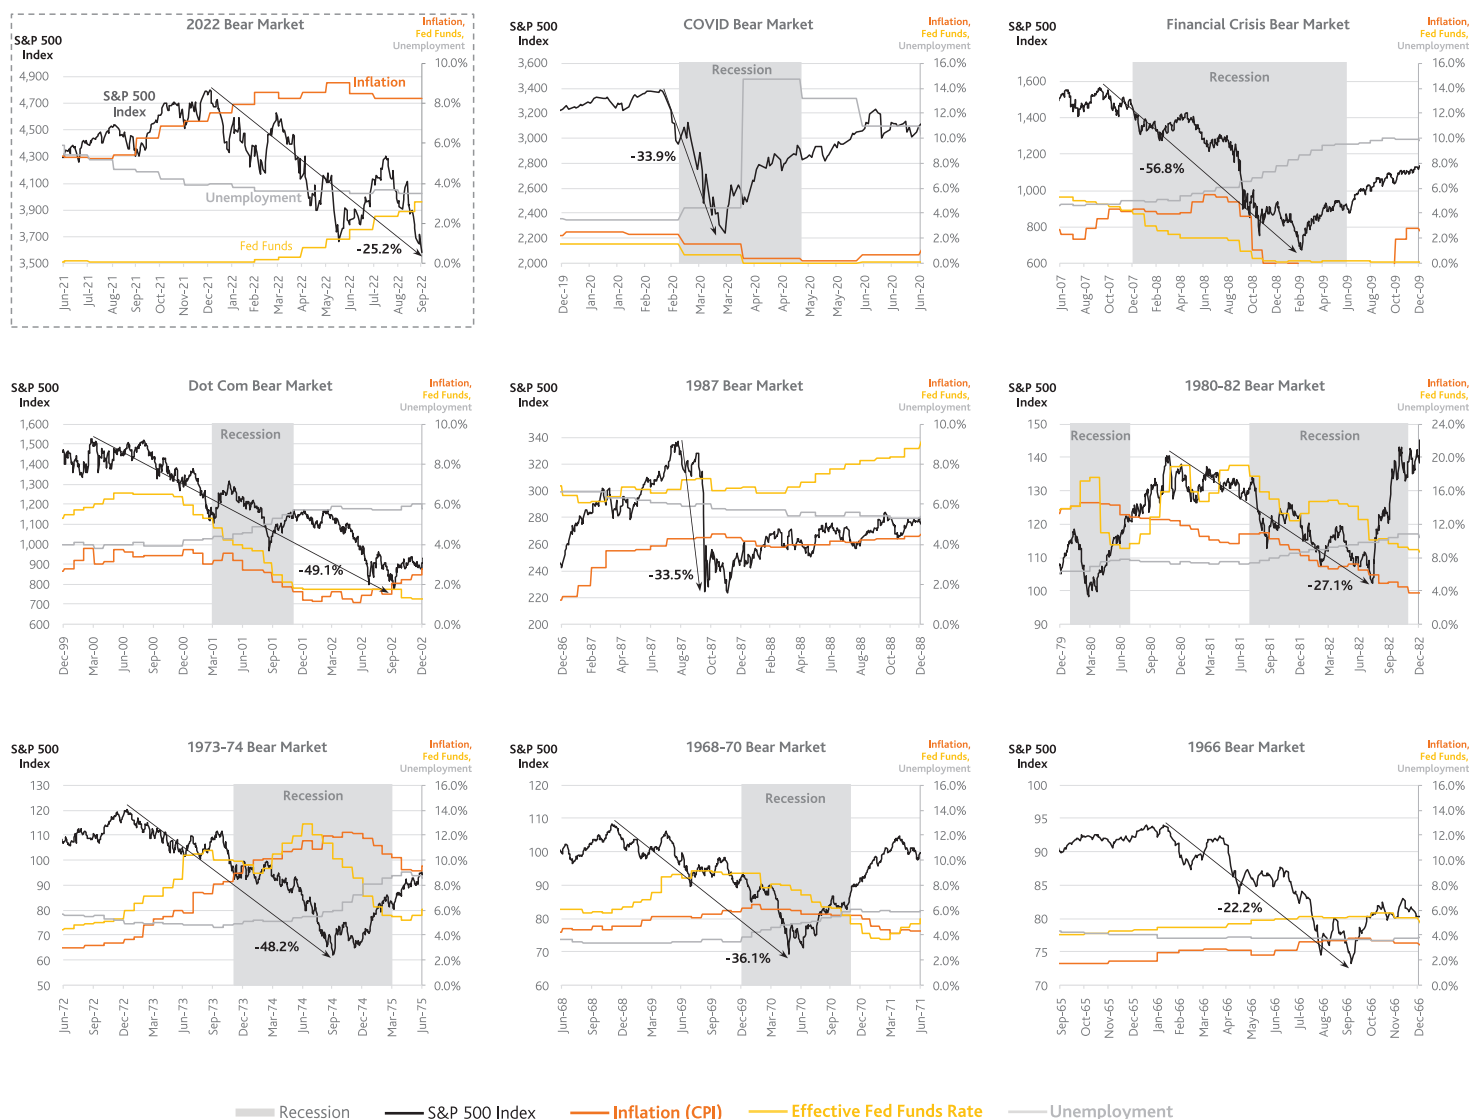 2022 Bear Market
S&P 500
Index
Inflation,
Fed Funds,
Unemployment
4,900
4,700
4,500
4,300
4,100
3,900
3,700
3,500
10.0%
8.0%
6.0%
4.0%
2.0%
0.0%
S&P 500
Index
Inflation
Unemployment
Fed Funds
-25.2%
Jun-21
Jul-21
Aug-21
Sep-21
Oct-21
Nov-21
Dec-21
Jan-22
Feb-22
Mar-22
Apr-22
May-22
Jun-22
Jul-22
Aug-22
Sep-22
COVID Bear Market
S&P 500
Index
Inflation,
Fed Funds,
Unemployment
3,600
3,400
3,200
3,000
2,800
2,600
2,400
2,200
2,000
16.0%
14.0%
12.0%
10.0%
8.0%
6.0%
4.0%
2.0%
0.0%
Recession
-33.9%
Dec-19
Jan-20
Jan-20
Feb-20
Feb-20
Mar-20
Mar-20
Apr-20
Apr-20
May-20
May-20
Jun-20
Jun-20
Financial Crisis Bear Market
S&P 500
Index
Inflation,
Fed Funds,
Unemployment
1,600
1,400
1,200
1,000
800
600
16.0%
14.0%
12.0%
10.0%
8.0%
6.0%
4.0%
2.0%
0.0%
Recession
-56.8%
Jun-07
Aug-07
Oct-07
Dec-07
Feb-08
Apr-08
Jun-08
Aug-08
Oct-08
Dec-08
Feb-09
Apr-09
Jun-09
Aug-09
Oct-09
Dec-09
Dot Com Bear Market
S&P 500
Index
Inflation,
Fed Funds,
Unemployment
1,600
1,500
1,400
1,300
1,200
1,100
1,000
900
800
700
600
10.0%
8.0%
6.0%
4.0%
2.0%
0.0%
Recession
-49.1%
Dec-99
Mar-00
Jun-00
Sep-00
Dec-00
Mar-01
Jun-01
Sep-01
Dec-01
Mar-02
Jun-02
Sep-02
Dec-02
1987 Bear Market
S&P 500
Index
Inflation,
Fed Funds,
Unemployment
340
320
300
280
260
240
220
200
10.0%
8.0%
6.0%
4.0%
2.0%
0.0%
-33.5%
Dec-86
Feb-87
Apr-87
Jun-87
Aug-87
Oct-87
Dec-87
Feb-88
Apr-88
Jun-88
Aug-88
Oct-88
Dec-88
1980-82 Bear Market
S&P 500
Index
Inflation,
Fed Funds,
Unemployment
150
140
130
120
110
100
90
24.0%
20.0%
16.0%
12.0%
8.0%
4.0%
0.0%
Recession
Recession
-27.1%
Dec-79
Mar-80
Jun-80
Sep-80
Dec-80
Mar-81
Jun-81
Sep-81
Dec-81
Mar-82
Jun-82
Sep-82
Dec-82
1973-74 Bear Market
S&P 500
Index
Inflation,
Fed Funds,
Unemployment
130
120
110
100
90
80
70
60
50
16.0%
14.0%
12.0%
10.0%
8.0%
6.0%
4.0%
2.0%
0.0%
Recession
-48.2%
Jun-72
Sep-72
Dec-72
Mar-73
Jun-73
Sep-73
Dec-73
Mar-74
Jun-74
Sep-74
Dec-74
Mar-75
Jun-75
1968-70 Bear Market
S&P 500
Index
Inflation,
Fed Funds,
Unemployment
120
110
100
90
80
70
60
16.0%
14.0%
12.0%
10.0%
8.0%
6.0%
4.0%
2.0%
0.0%
Recession
-36.1%
Jun-68
Sep-68
Dec-68
Mar-69
Jun-69
Sep-69
Dec-69
Mar-70
Jun-70
Sep-70
Dec-70
Mar-71
Jun-71
1966 Bear Market
S&P 500
Index
Inflation,
Fed Funds,
Unemployment
100
95
90
85
80
75
70
16.0%
14.0%
12.0%
10.0%
8.0%
6.0%
4.0%
2.0%
0.0%
-22.2%
Sep-65
Oct-65
Nov-65
Dec-65
Jan-66
Feb-66
Mar-66
Apr-66
May-66
Jun-66
Jul-66
Aug-66
Sep-66
Oct-66
Nov-66
Dec-66
Recession
S&P 500 Index
Inflation (CPI)
Effective Fed Funds Rate
Unemployment